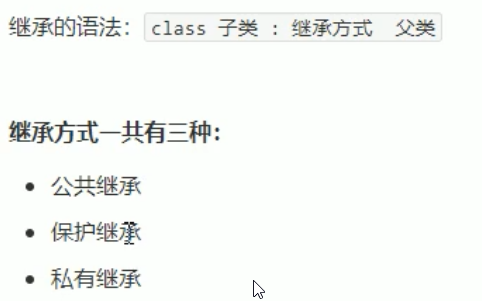 继承的语法：class 子类 : 继承方式  父类
继承方式一共有三种：
公共继承
保护继承
私有继承